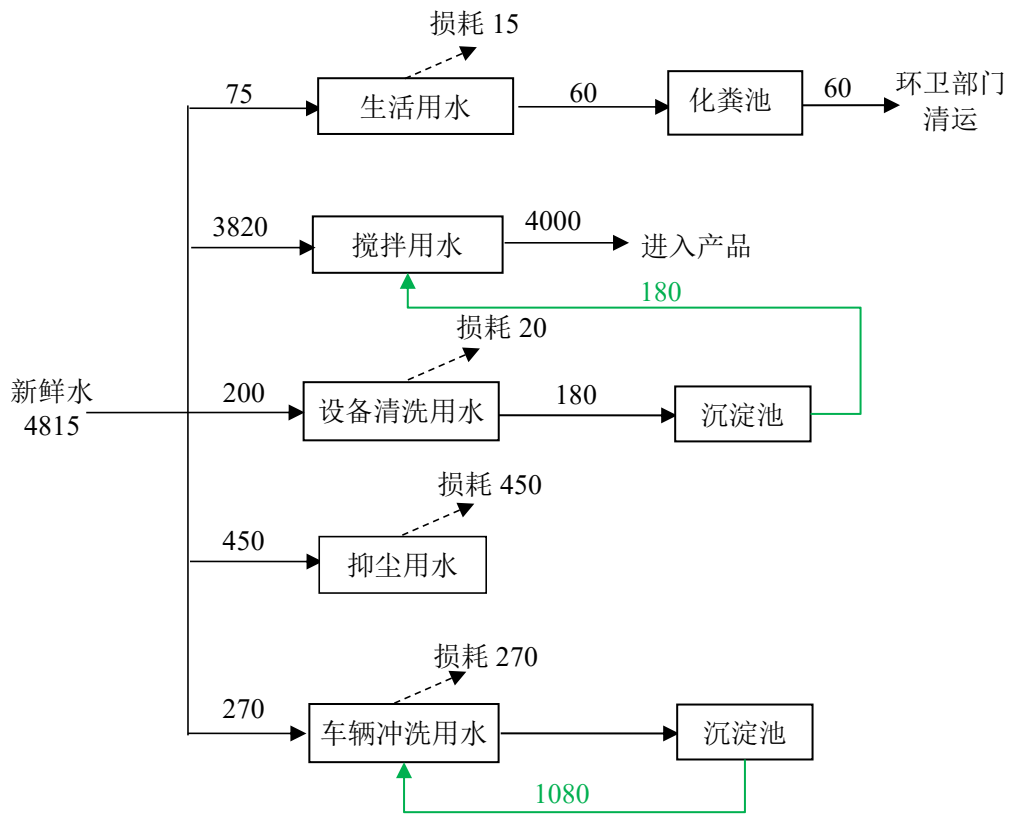 损耗 15
75
生活用水
60
化粪池
60
环卫部门
清运
3820
搅拌用水
4000
进入产品
180
损耗 20
新鲜水
4815
200
设备清洗用水
180
沉淀池
损耗 450
450
抑尘用水
损耗 270
270
车辆冲洗用水
沉淀池
1080